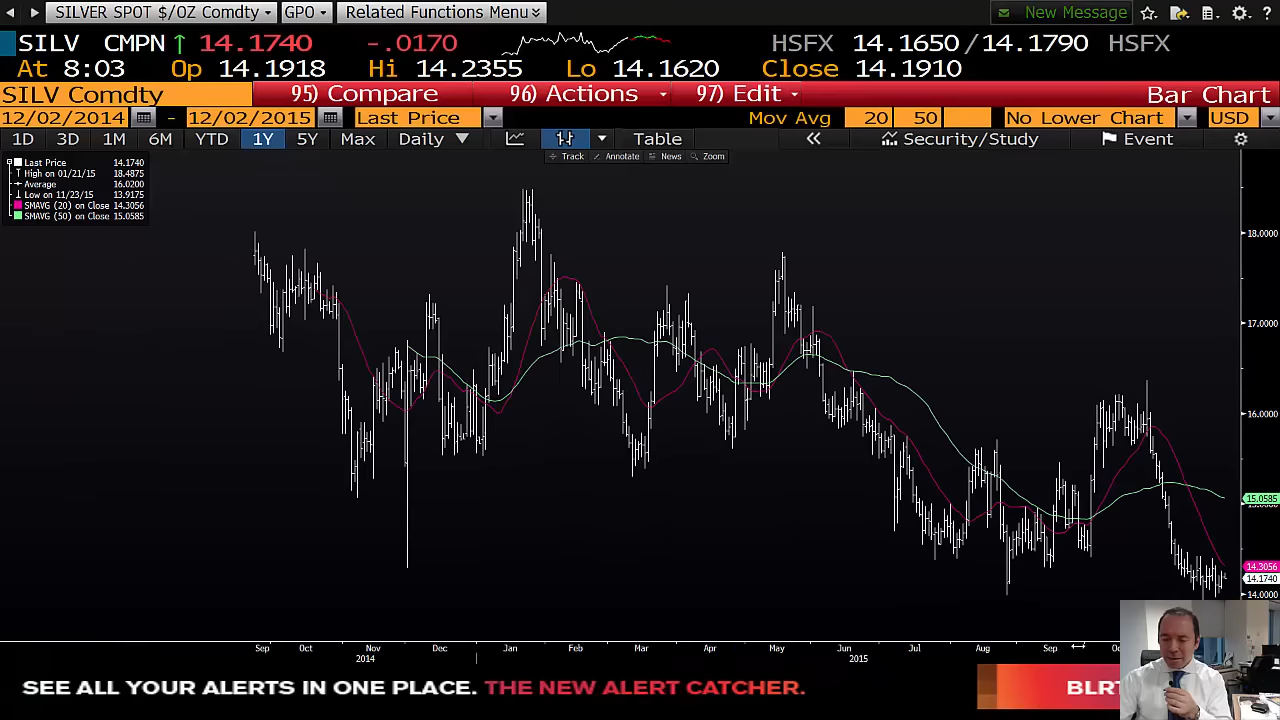 SILVER SPOT $/OZ Comdty GPO Related Functions Menu New Message
SILV CMPN 14.1740 -.0170 HSFX 14.1650/14.1790 HSFX
At 8:03 Op 14.1918 Hi 14.2355 Lo 14.1620 Close 14.1910
SILV Comdty 95) Compare 96) Actions 97) Edit Bar Chart
12/02/2014 - 12/02/2015 Last Price Mov Avg 20 50 No Lower Chart USD
1D 3D 1M 6M YTD 1Y 5Y Max Daily Table « Security/Study Event
Track Annotate News Zoom
Last Price 14.1740
High on 01/21/15 18.4875
Average 16.0200
Low on 11/23/15 13.9175
SMAVG (20) on Close 14.3056
SMAVG (50) on Close 15.0585
18.0000
17.0000
16.0000
15.0585
14.3056
14.1740
14.0000
Sep Oct Nov Dec Jan Feb Mar Apr May Jun Jul Aug Sep
2014 2015
SEE ALL YOUR ALERTS IN ONE PLACE. THE NEW ALERT CATCHER. BLRT